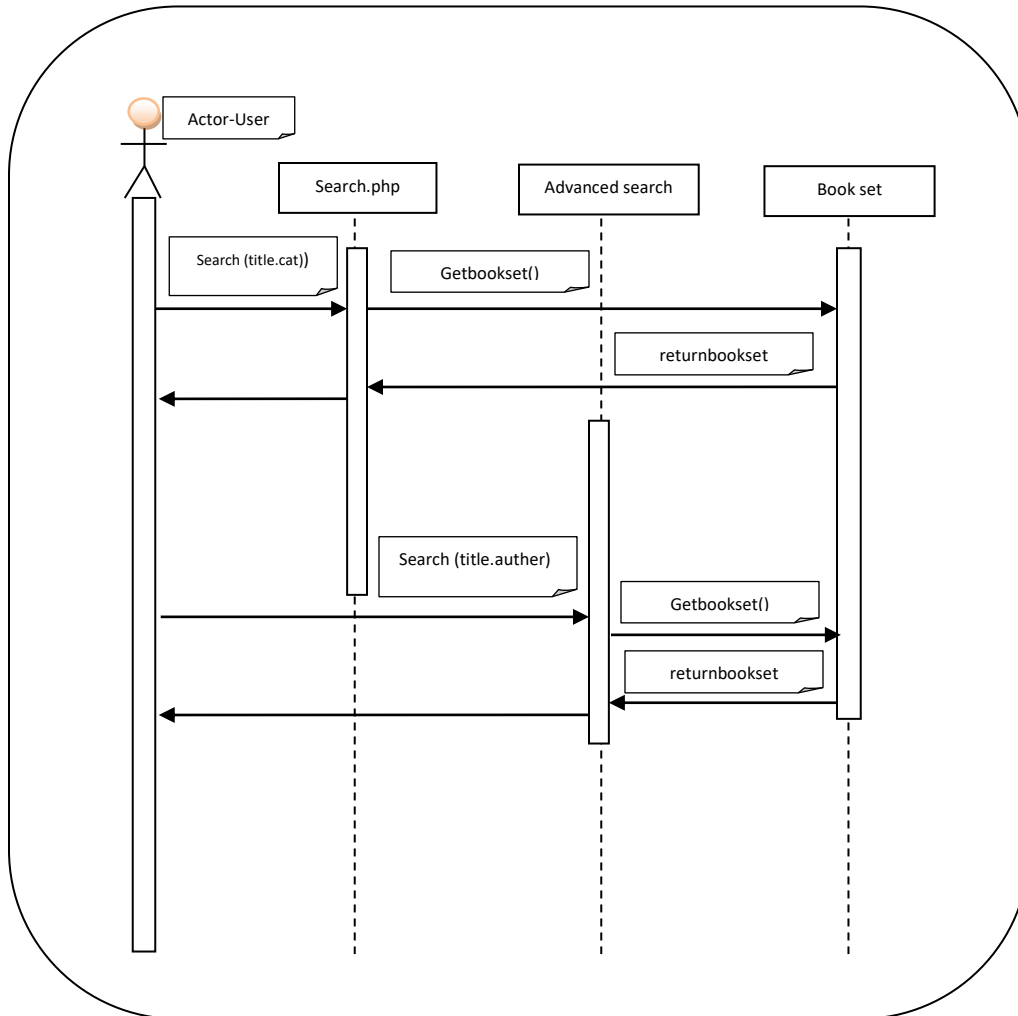 Actor-User
Search.php
Advanced search
Book set
Search (title.cat))
Getbookset()
returnbookset
Search (title.auther)
Getbookset()
returnbookset